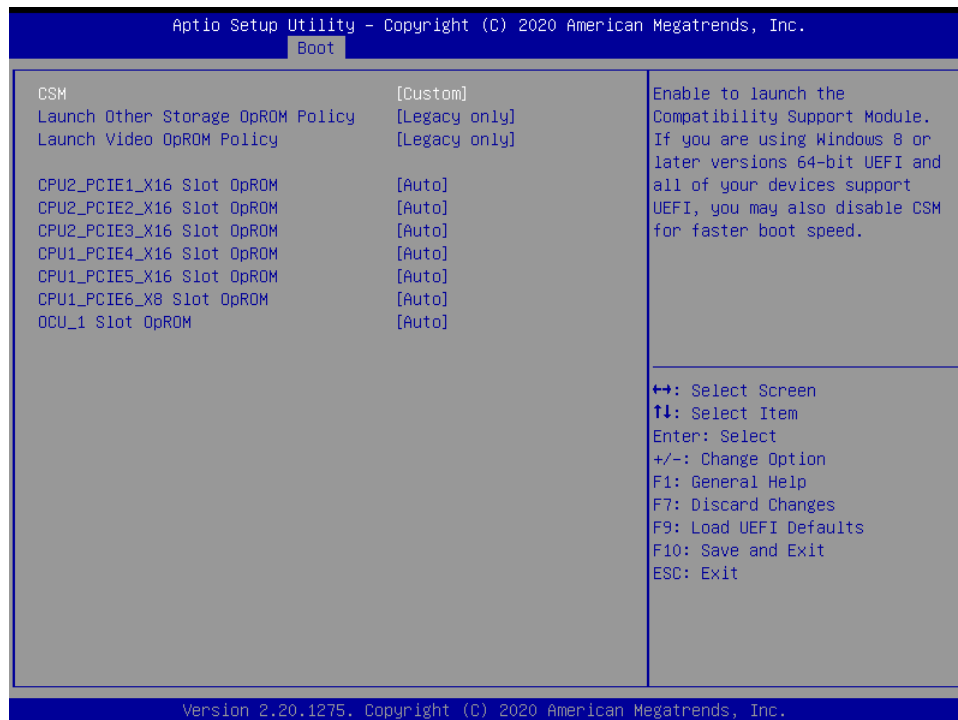 Aptio Setup Utility – Copyright (C) 2020 American Megatrends, Inc.
Boot
CSM [Custom]
Launch Other Storage OpROM Policy [Legacy only]
Launch Video OpROM Policy [Legacy only]
CPU2_PCIE1_X16 Slot OpROM [Auto]
CPU2_PCIE2_X16 Slot OpROM [Auto]
CPU2_PCIE3_X16 Slot OpROM [Auto]
CPU1_PCIE4_X16 Slot OpROM [Auto]
CPU1_PCIE5_X16 Slot OpROM [Auto]
CPU1_PCIE6_X8 Slot OpROM [Auto]
OCU_1 Slot OpROM [Auto]
Enable to launch the
Compatibility Support Module.
If you are using Windows 8 or
later versions 64-bit UEFI and
all of your devices support
UEFI, you may also disable CSM
for faster boot speed.
↔: Select Screen
↑↓: Select Item
Enter: Select
+/-: Change Option
F1: General Help
F7: Discard Changes
F9: Load UEFI Defaults
F10: Save and Exit
ESC: Exit
Version 2.20.1275. Copyright (C) 2020 American Megatrends, Inc.